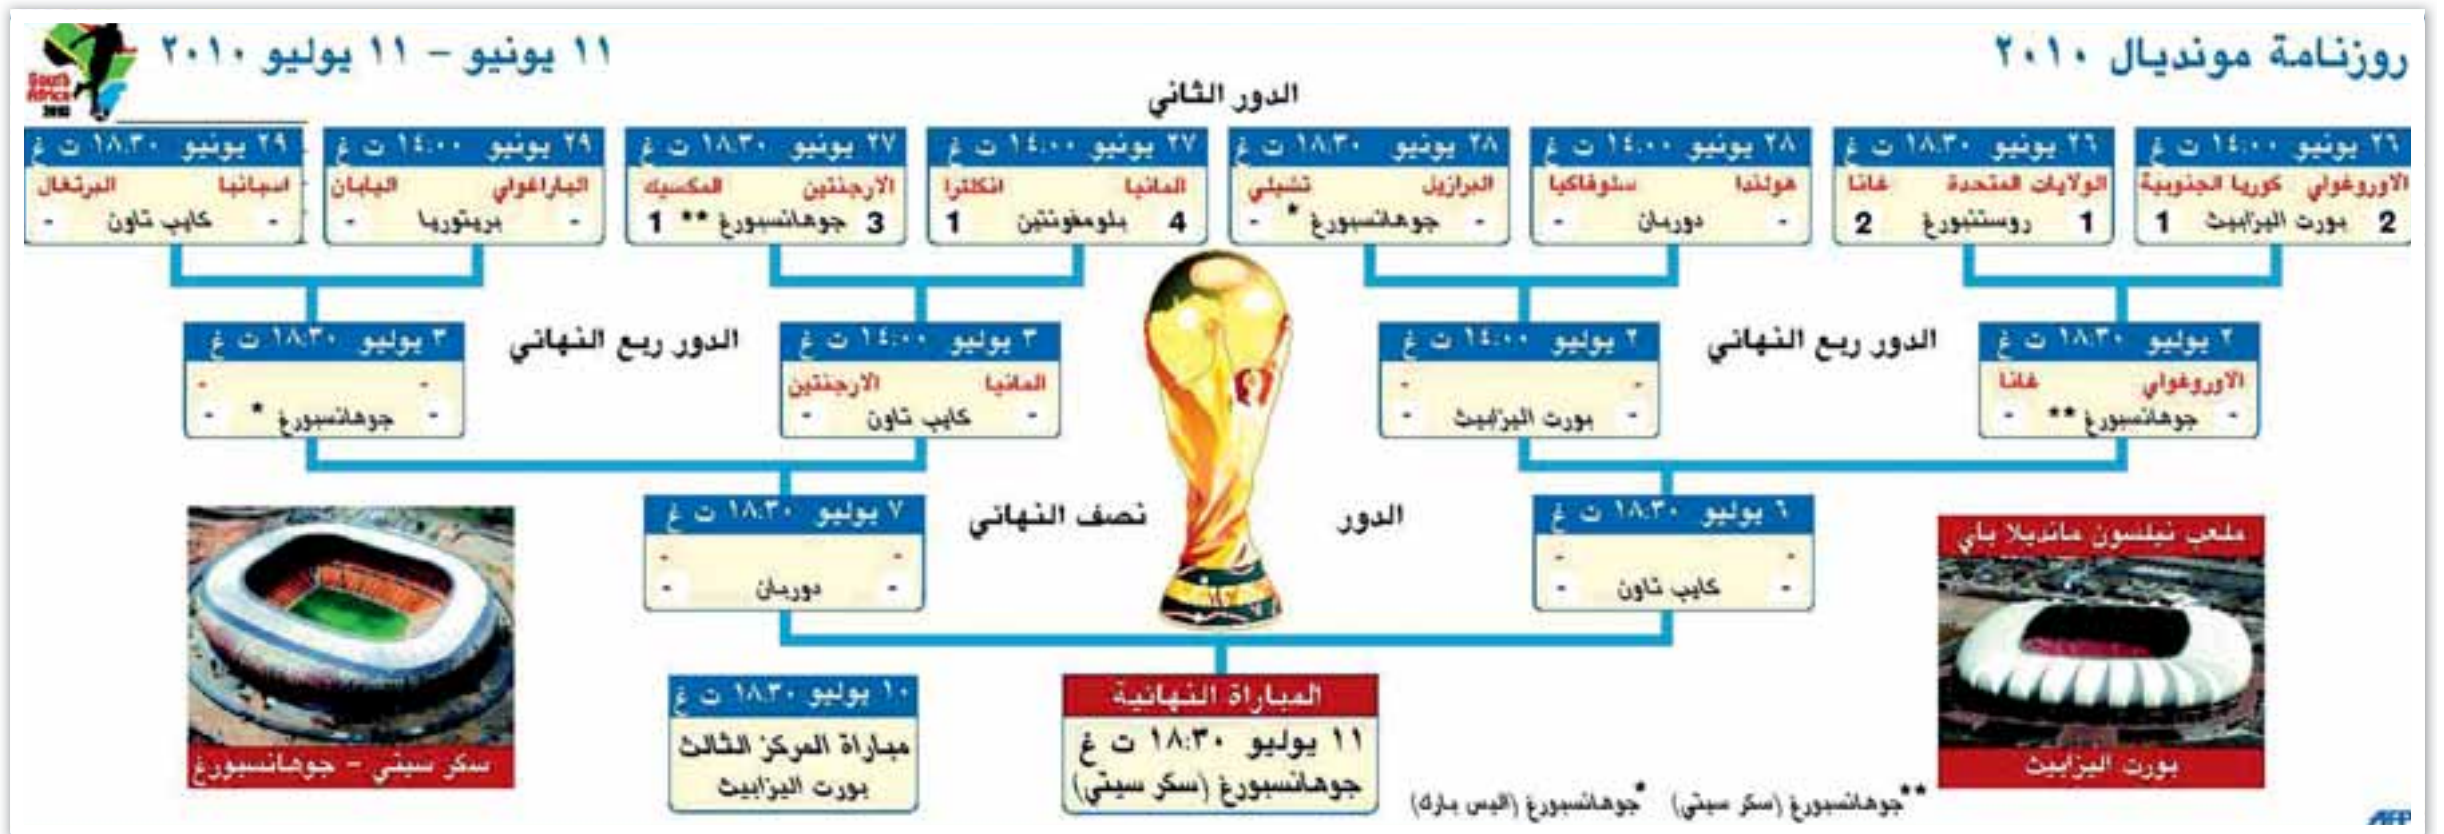 روزنامة مونديال ٢٠١٠
١١ يونيو – ١١ يوليو ٢٠١٠
South
Africa
2010
الدور الثاني
٢٦ يونيو ١٤:٠٠ ت غ
الاوروغواي كوريا الجنوبية
2 بورت اليزابيث 1
٢٦ يونيو ١٨:٣٠ ت غ
الولايات المتحدة غانا
1 روستنبورغ 2
٢٨ يونيو ١٤:٠٠ ت غ
هولندا سلوفاكيا
- دوربان -
٢٨ يونيو ١٨:٣٠ ت غ
البرازيل تشيلي
- جوهانسبورغ * -
٢٧ يونيو ١٤:٠٠ ت غ
المانيا انكلترا
4 بلومفونتين 1
٢٧ يونيو ١٨:٣٠ ت غ
الارجنتين المكسيك
3 جوهانسبورغ ** 1
٢٩ يونيو ١٤:٠٠ ت غ
الباراغواي اليابان
- بريتوريا -
٢٩ يونيو ١٨:٣٠ ت غ
اسبانيا البرتغال
- كايب تاون -
٢ يوليو ١٨:٣٠ ت غ
الاوروغواي غانا
- جوهانسبورغ ** -
الدور ربع النهائي
٢ يوليو ١٤:٠٠ ت غ
- -
- بورت اليزابيث -
٣ يوليو ١٤:٠٠ ت غ
المانيا الارجنتين
- كايب تاون -
الدور ربع النهائي
٣ يوليو ١٨:٣٠ ت غ
- -
- جوهانسبورغ * -
٦ يوليو ١٨:٣٠ ت غ
- -
- كايب تاون -
الدور نصف النهائي
٧ يوليو ١٨:٣٠ ت غ
- -
- دوربان -
ملعب نيلسون مانديلا باي
بورت اليزابيث
سكر سيتي – جوهانسبورغ
المباراة النهائية
١١ يوليو ١٨:٣٠ ت غ
جوهانسبورغ (سكر سيتي)
١٠ يوليو ١٨:٣٠ ت غ
مباراة المركز الثالث
بورت اليزابيث
**جوهانسبورغ (سكر سيتي) *جوهانسبورغ (اليس بارك)
AFP